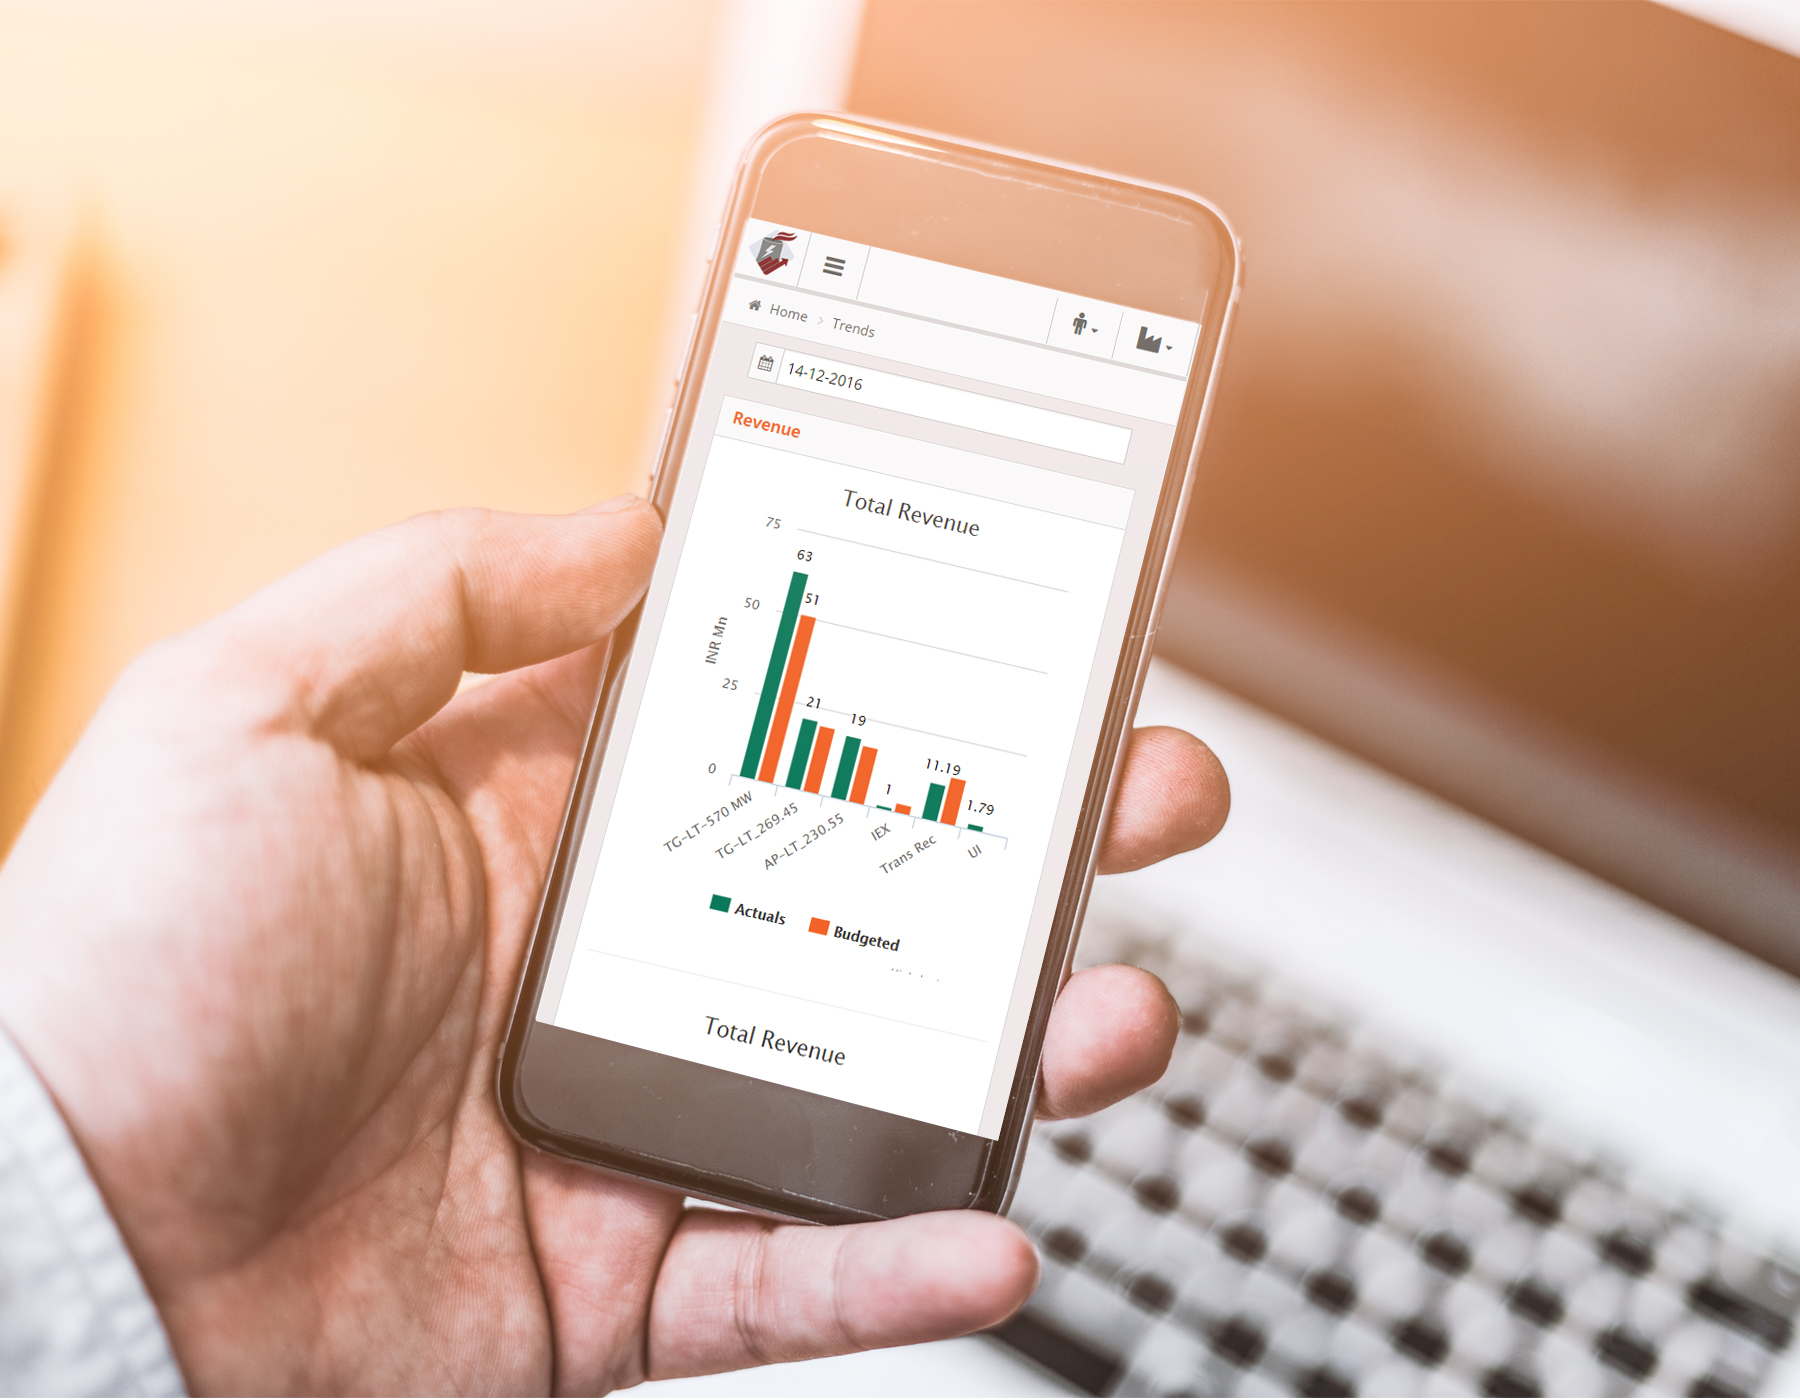 Home > Trends
14-12-2016
Revenue
Total Revenue
75
63
51
50
INR Mn
25
21
19
11.19
1
1.79
0
TG-LT-570 MW
TG-LT_269.45
AP-LT_230.55
IEX
Trans Rec
UI
Actuals
Budgeted
Total Revenue